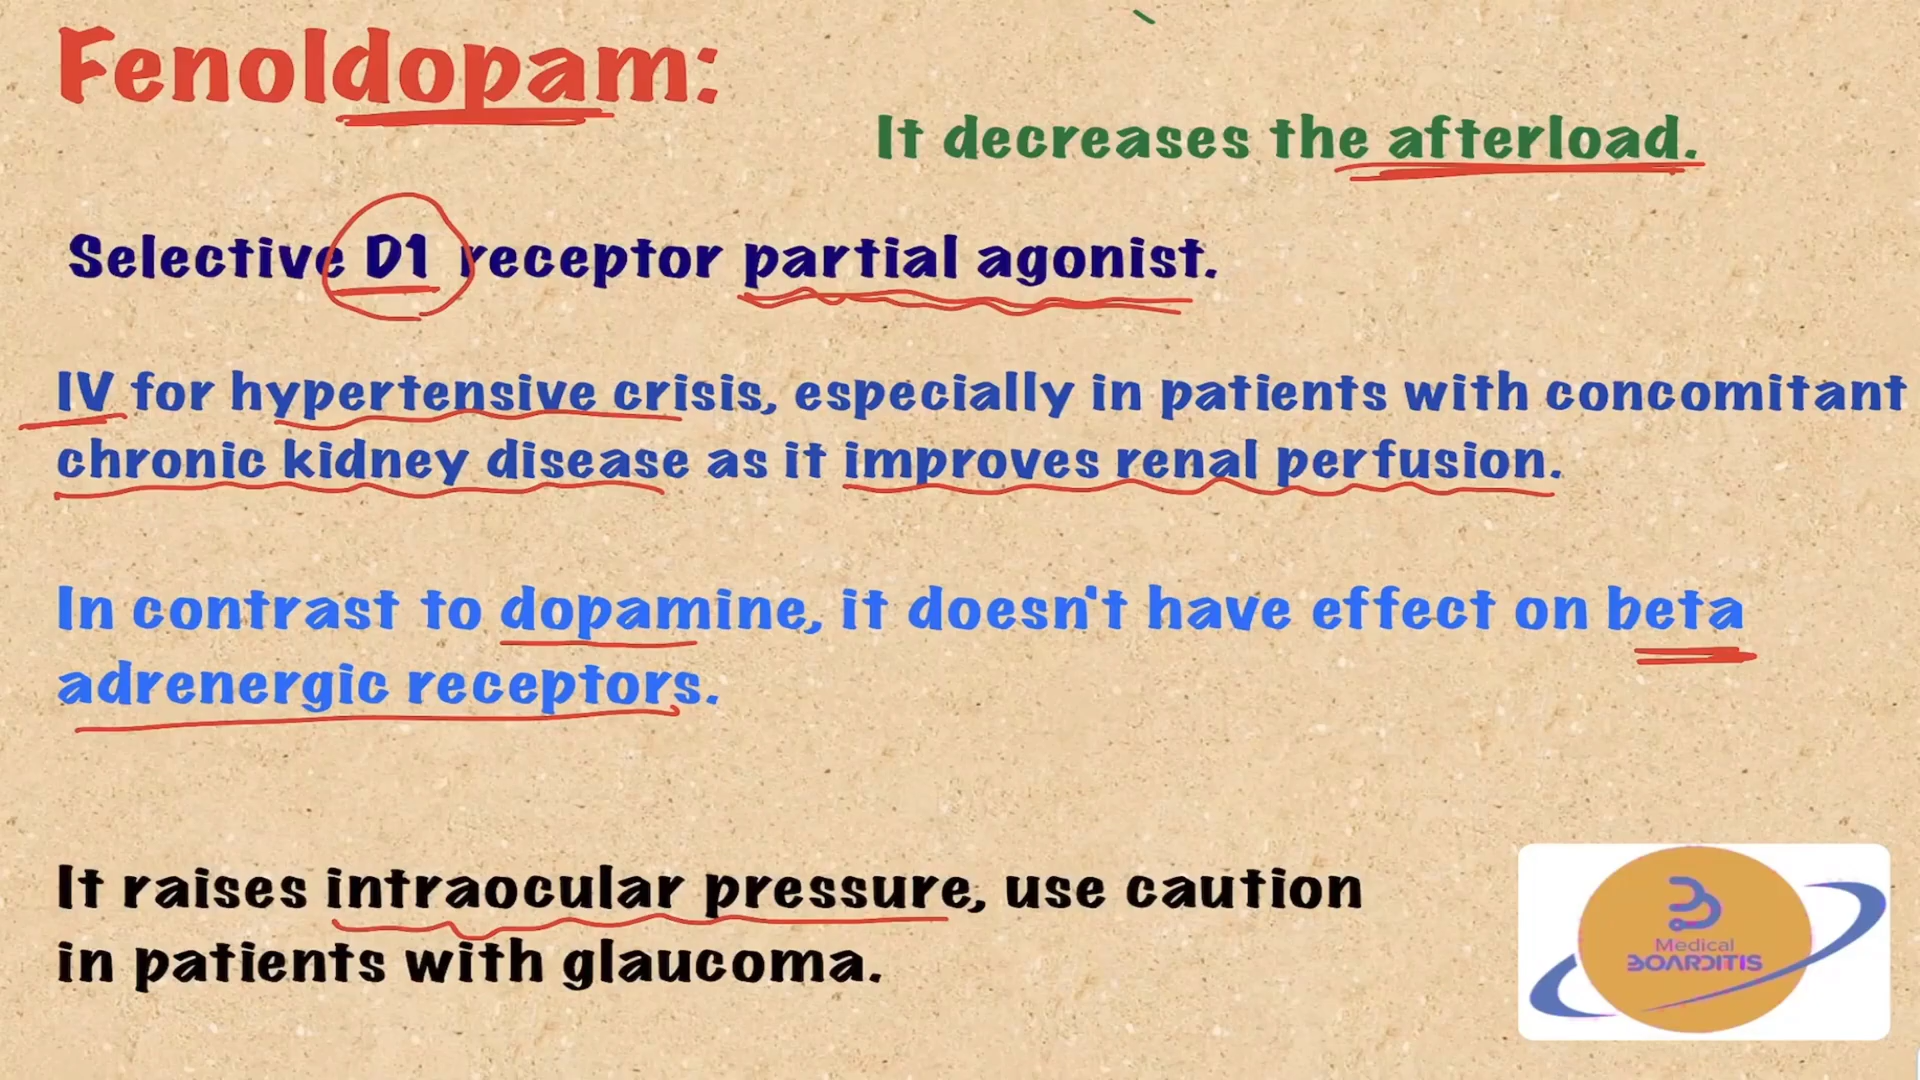 Fenoldopam:
It decreases the afterload.
Selective D1 receptor partial agonist.
IV for hypertensive crisis, especially in patients with concomitant
chronic kidney disease as it improves renal perfusion.
In contrast to dopamine, it doesn't have effect on beta
adrenergic receptors.
It raises intraocular pressure, use caution
in patients with glaucoma.
Medical
BOARDITIS